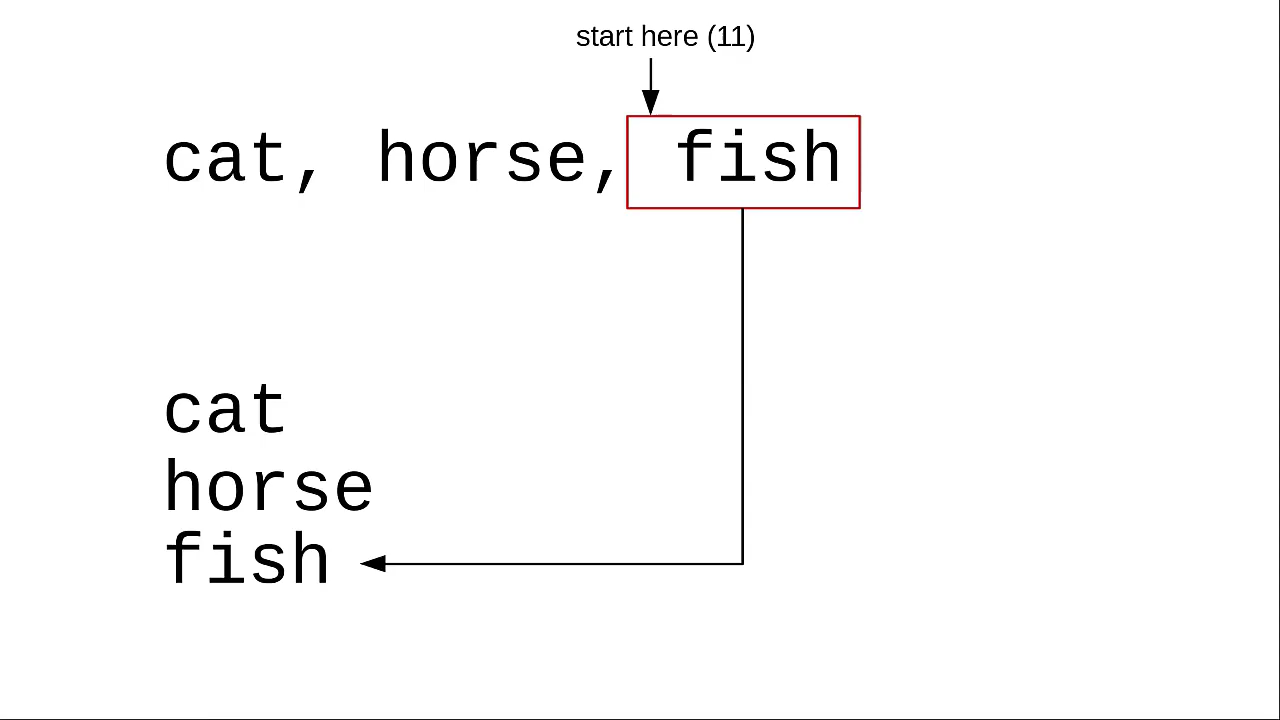 start here (11)
cat, horse, fish
cat
horse
fish